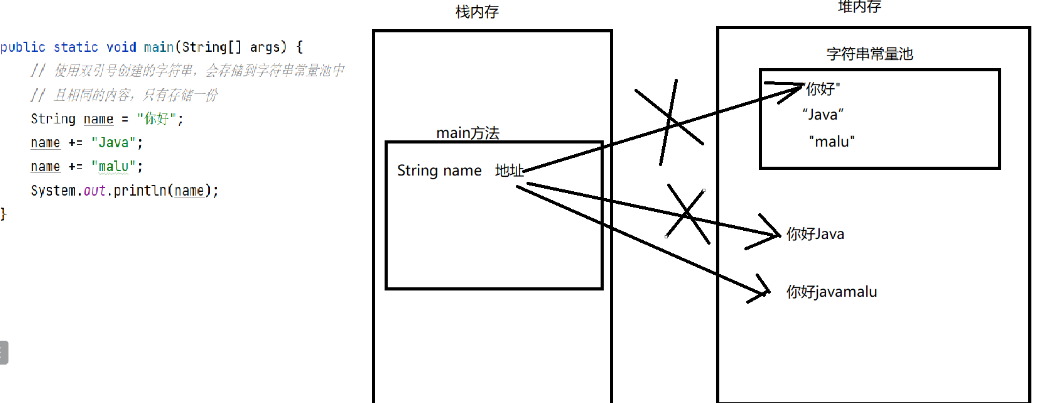 public static void main(String[] args) {
// 使用双引号创建的字符串，会存储到字符串常量池中
// 且相同的内容，只有存储一份
String name = "你好";
name += "Java";
name += "malu";
System.out.println(name);
}
栈内存
main方法
String name 地址
堆内存
字符串常量池
"你好"
“Java”
"malu"
你好Java
你好javamalu